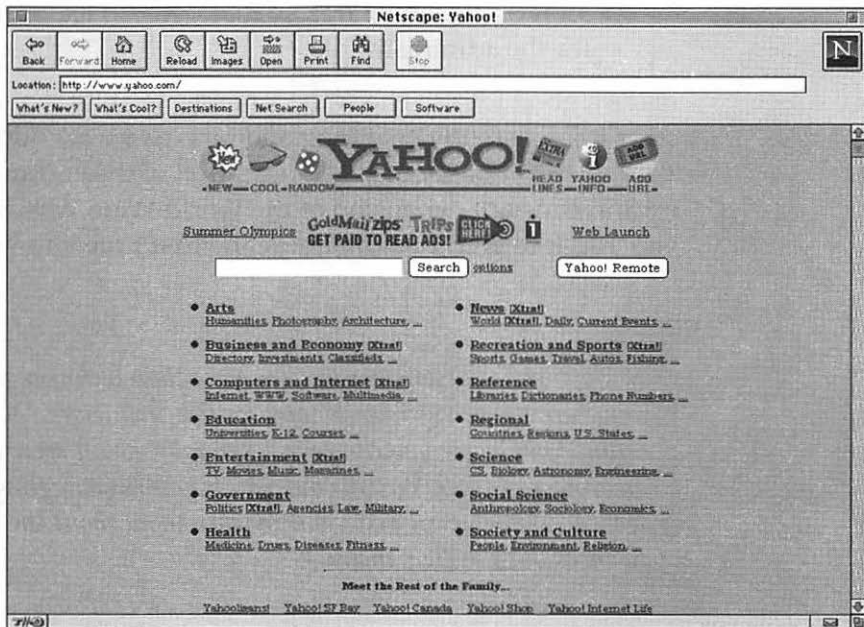 Netscape: Yahoo!
Back Forward Home Reload Images Open Print Find Stop
N
Location: http://www.yahoo.com/
What's New? What's Cool? Destinations Net Search People Software
New EXTRA i ADD URL
YAHOO!
NEW COOL RANDOM HEAD LINES YAHOO INFO ADD URL
Summer Olympics GoldMail zips TRIPS CLICK HERE! i Web Launch
GET PAID TO READ ADS!
Search options Yahoo! Remote
Arts
Humanities, Photography, Architecture, ...
Business and Economy [Xtra!]
Directory, Investments, Classifieds, ...
Computers and Internet [Xtra!]
Internet, WWW, Software, Multimedia, ...
Education
Universities, K-12, Courses, ...
Entertainment [Xtra!]
TV, Movies, Music, Magazines, ...
Government
Politics [Xtra!], Agencies, Law, Military, ...
Health
Medicine, Drugs, Diseases, Fitness, ...
News [Xtra!]
World [Xtra!], Daily, Current Events, ...
Recreation and Sports [Xtra!]
Sports, Games, Travel, Autos, Fishing, ...
Reference
Libraries, Dictionaries, Phone Numbers, ...
Regional
Countries, Regions, U.S. States, ...
Science
CS, Biology, Astronomy, Engineering, ...
Social Science
Anthropology, Sociology, Economics, ...
Society and Culture
People, Environment, Religion, ...
Meet the Rest of the Family...
Yahooligans! Yahoo! SF Bay Yahoo! Canada Yahoo! Shop Yahoo! Internet Life